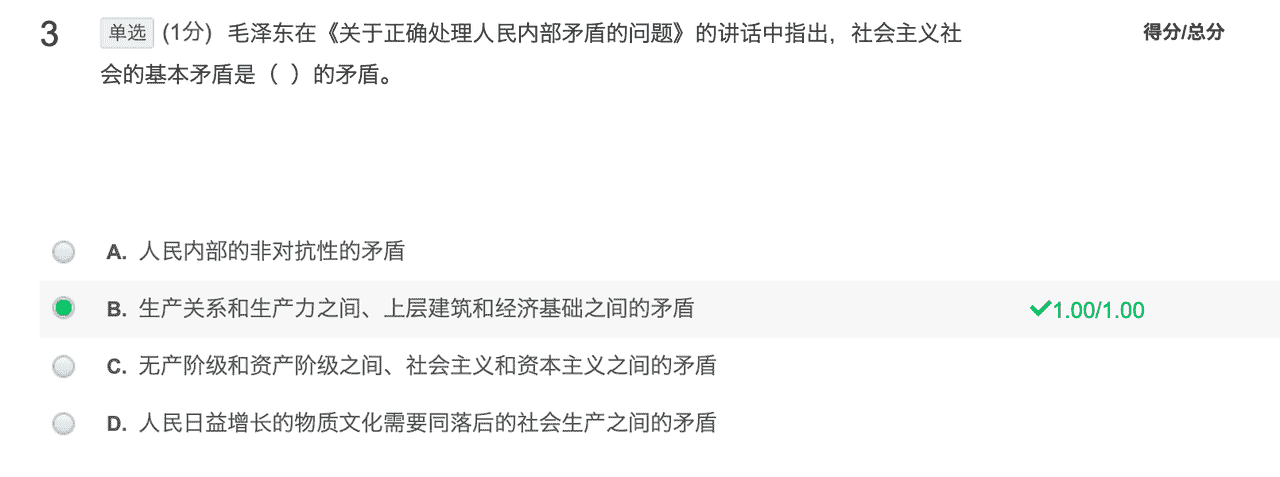 3 单选 (1分) 毛泽东在《关于正确处理人民内部矛盾的问题》的讲话中指出，社会主义社 得分/总分
会的基本矛盾是（ ）的矛盾。
A. 人民内部的非对抗性的矛盾
B. 生产关系和生产力之间、上层建筑和经济基础之间的矛盾 1.00/1.00
C. 无产阶级和资产阶级之间、社会主义和资本主义之间的矛盾
D. 人民日益增长的物质文化需要同落后的社会生产之间的矛盾